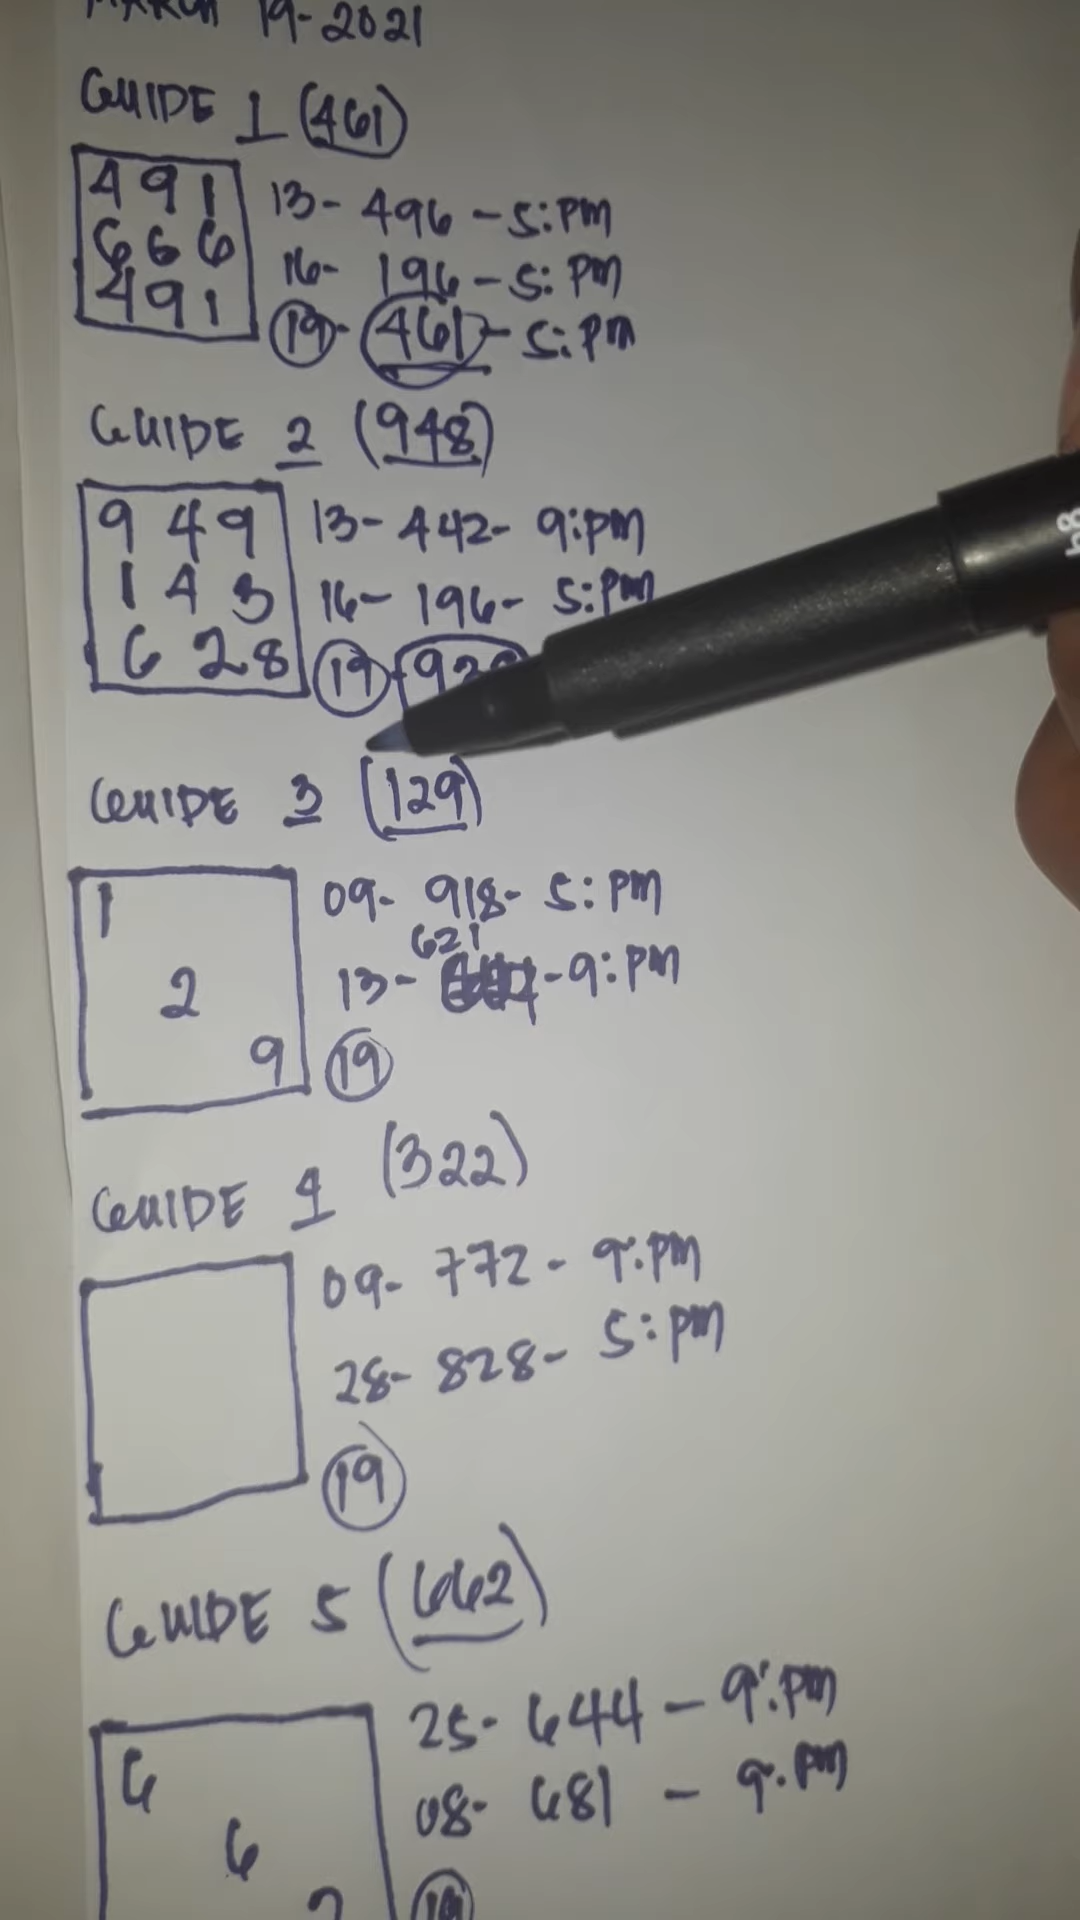 MARCH 19-2021
GUIDE 1 (461)
4 9 1
6 6 6
4 9 1
13- 496 - 5:PM
16- 196 - 5:PM
19- 461 - 5:PM
GUIDE 2 (948)
9 4 9
1 4 3
6 2 8
13- 442- 9:PM
16- 196- 5:PM
19-
GUIDE 3 (129)
1
2
9
09- 918- 5:PM
621
13- -9:PM
19
GUIDE 4 (322)
09- 772- 9:PM
28- 828- 5:PM
19
GUIDE 5 (662)
6
6
2
25- 644 - 9:PM
08- 681 - 9:PM
19